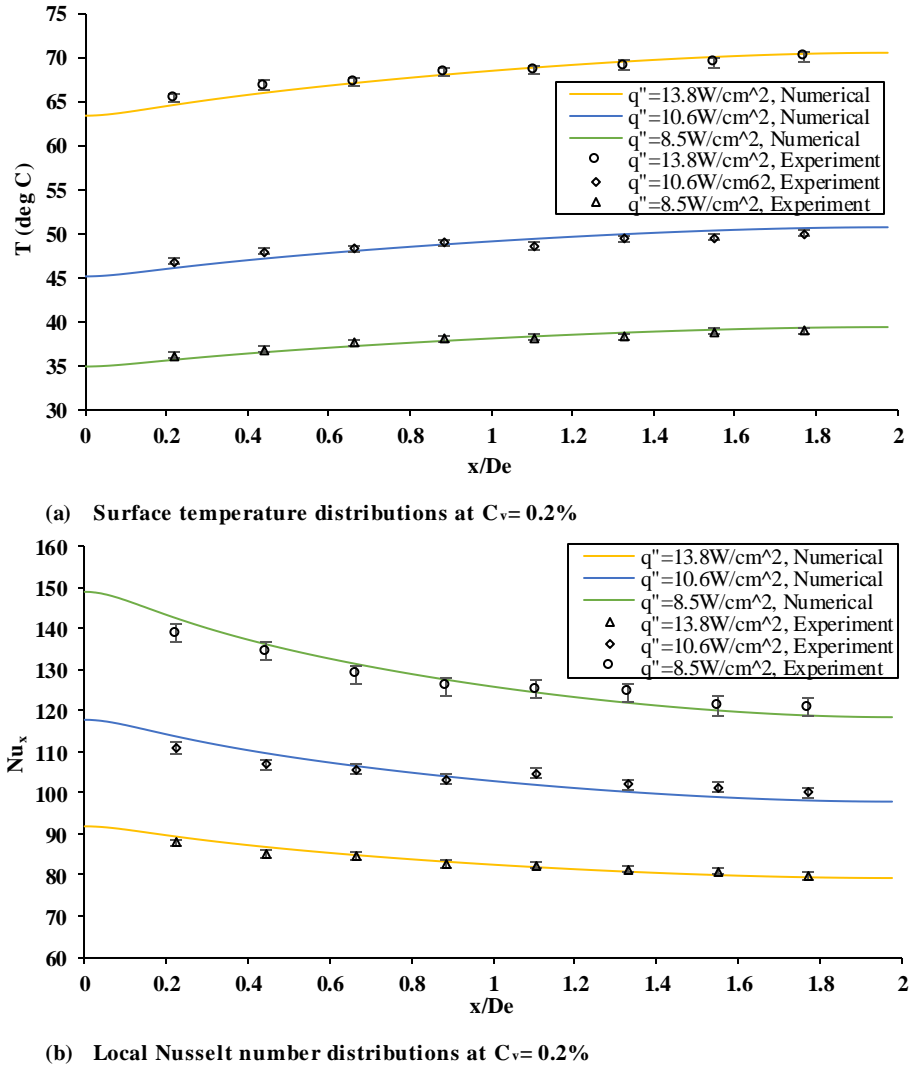 75
70
65
60
55
50
45
40
35
30
T (deg C)
q"=13.8W/cm^2, Numerical
q"=10.6W/cm^2, Numerical
q"=8.5W/cm^2, Numerical
q"=13.8W/cm^2, Experiment
q"=10.6W/cm62, Experiment
q"=8.5W/cm^2, Experiment
0 0.2 0.4 0.6 0.8 1 1.2 1.4 1.6 1.8 2
x/De
(a) Surface temperature distributions at Cv= 0.2%
160
150
140
130
120
110
100
90
80
70
60
Nux
q"=13.8W/cm^2, Numerical
q"=10.6W/cm^2, Numerical
q"=8.5W/cm^2, Numerical
q"=13.8W/cm^2, Experiment
q"=10.6W/cm^2, Experiment
q"=8.5W/cm^2, Experiment
0 0.2 0.4 0.6 0.8 1 1.2 1.4 1.6 1.8 2
x/De
(b) Local Nusselt number distributions at Cv= 0.2%